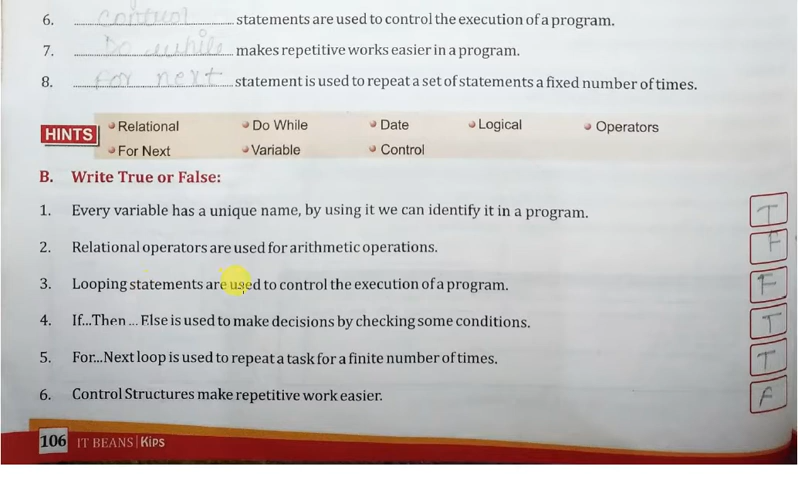 6. control statements are used to control the execution of a program.
7. Do while makes repetitive works easier in a program.
8. For next statement is used to repeat a set of statements a fixed number of times.
HINTS
Relational Do While Date Logical Operators
For Next Variable Control
B. Write True or False:
1. Every variable has a unique name, by using it we can identify it in a program. T
2. Relational operators are used for arithmetic operations. F
3. Looping statements are used to control the execution of a program. F
4. If...Then ... Else is used to make decisions by checking some conditions. T
5. For...Next loop is used to repeat a task for a finite number of times. T
6. Control Structures make repetitive work easier. F
106 IT BEANS | Kips